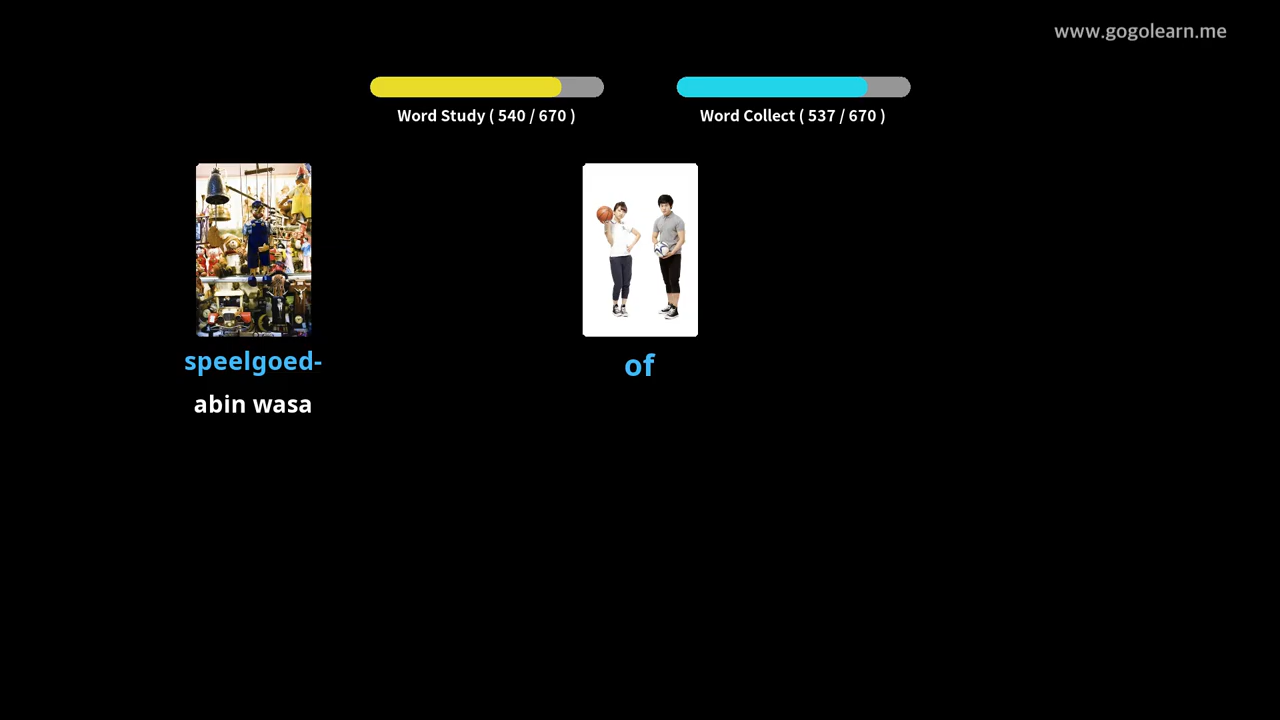 www.gogolearn.me
Word Study ( 540 / 670 )
Word Collect ( 537 / 670 )
speelgoed-
abin wasa
of